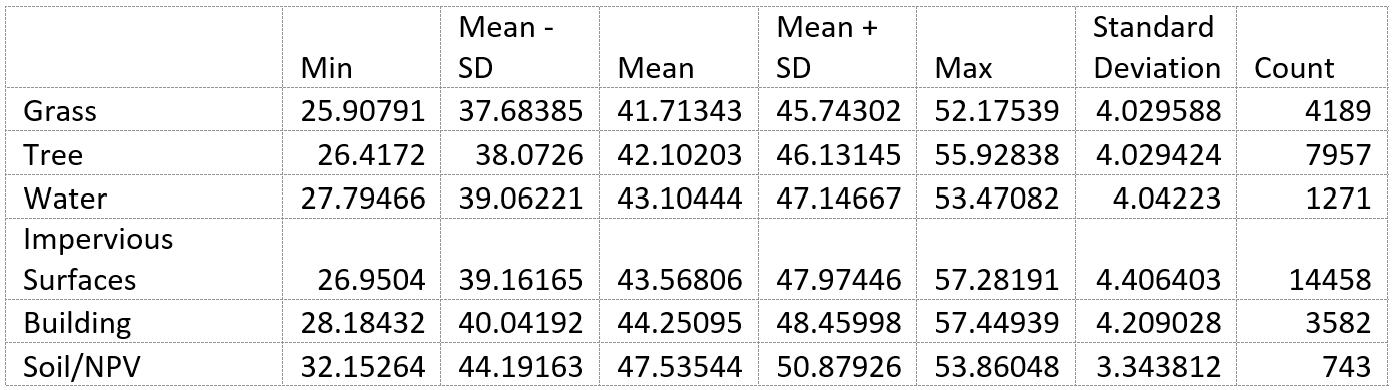 Min Mean - SD Mean Mean + SD Max Standard Deviation Count
Grass 25.90791 37.68385 41.71343 45.74302 52.17539 4.029588 4189
Tree 26.4172 38.0726 42.10203 46.13145 55.92838 4.029424 7957
Water 27.79466 39.06221 43.10444 47.14667 53.47082 4.04223 1271
Impervious Surfaces 26.9504 39.16165 43.56806 47.97446 57.28191 4.406403 14458
Building 28.18432 40.04192 44.25095 48.45998 57.44939 4.209028 3582
Soil/NPV 32.15264 44.19163 47.53544 50.87926 53.86048 3.343812 743